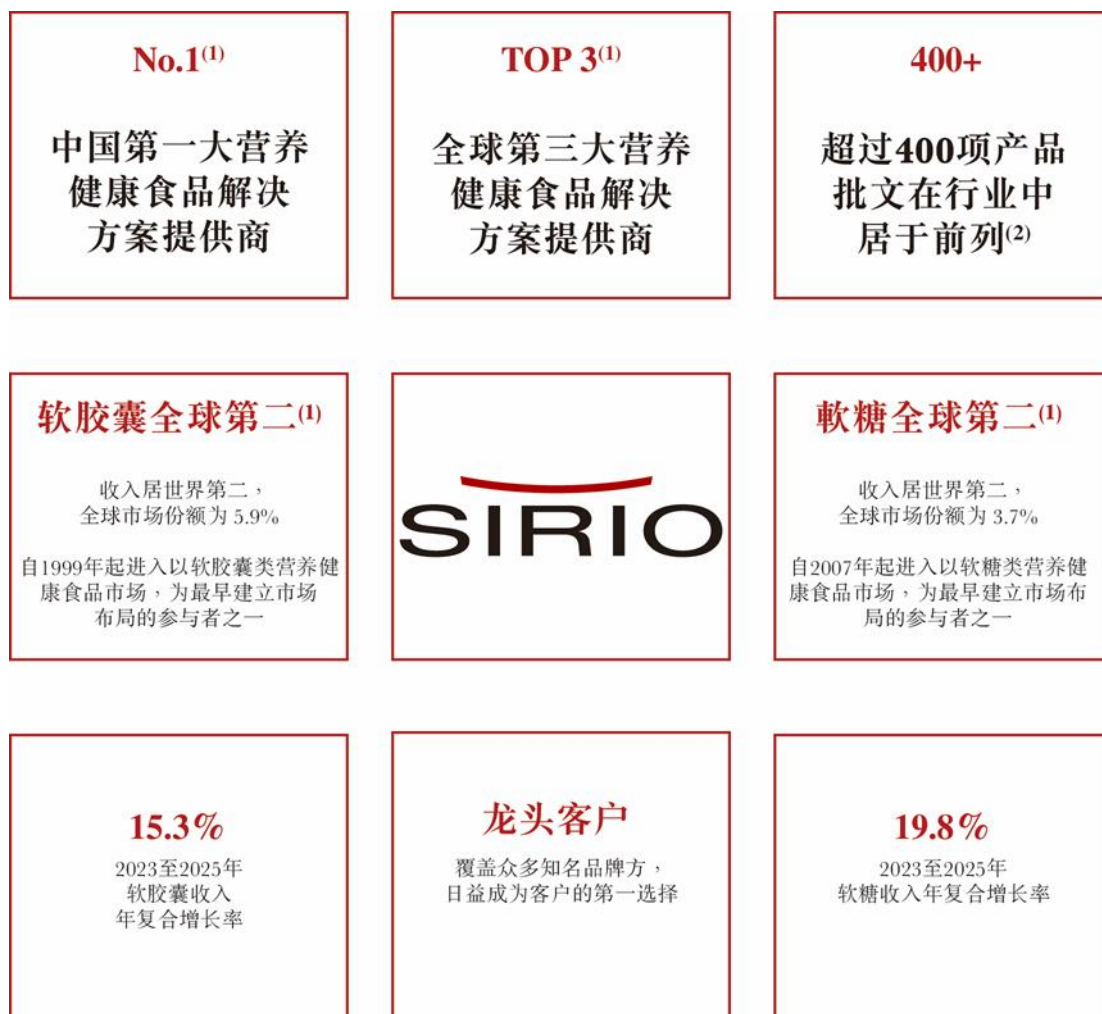 No.1(1)
中国第一大营养
健康食品解决
方案提供商
TOP 3(1)
全球第三大营养
健康食品解决
方案提供商
400+
超过400项产品
批文在行业中
居于前列(2)
软胶囊全球第二(1)
收入居世界第二，
全球市场份额为 5.9%
自1999年起进入以软胶囊类营养健
康食品市场，为最早建立市场
布局的参与者之一
SIRIO
軟糖全球第二(1)
收入居世界第二，
全球市场份额为 3.7%
自2007年起进入以软糖类营养健
康食品市场，为最早建立市场布
局的参与者之一
15.3%
2023至2025年
软胶囊收入
年复合增长率
龙头客户
覆盖众多知名品牌方，
日益成为客户的第一选择
19.8%
2023至2025年
软糖收入年复合增长率